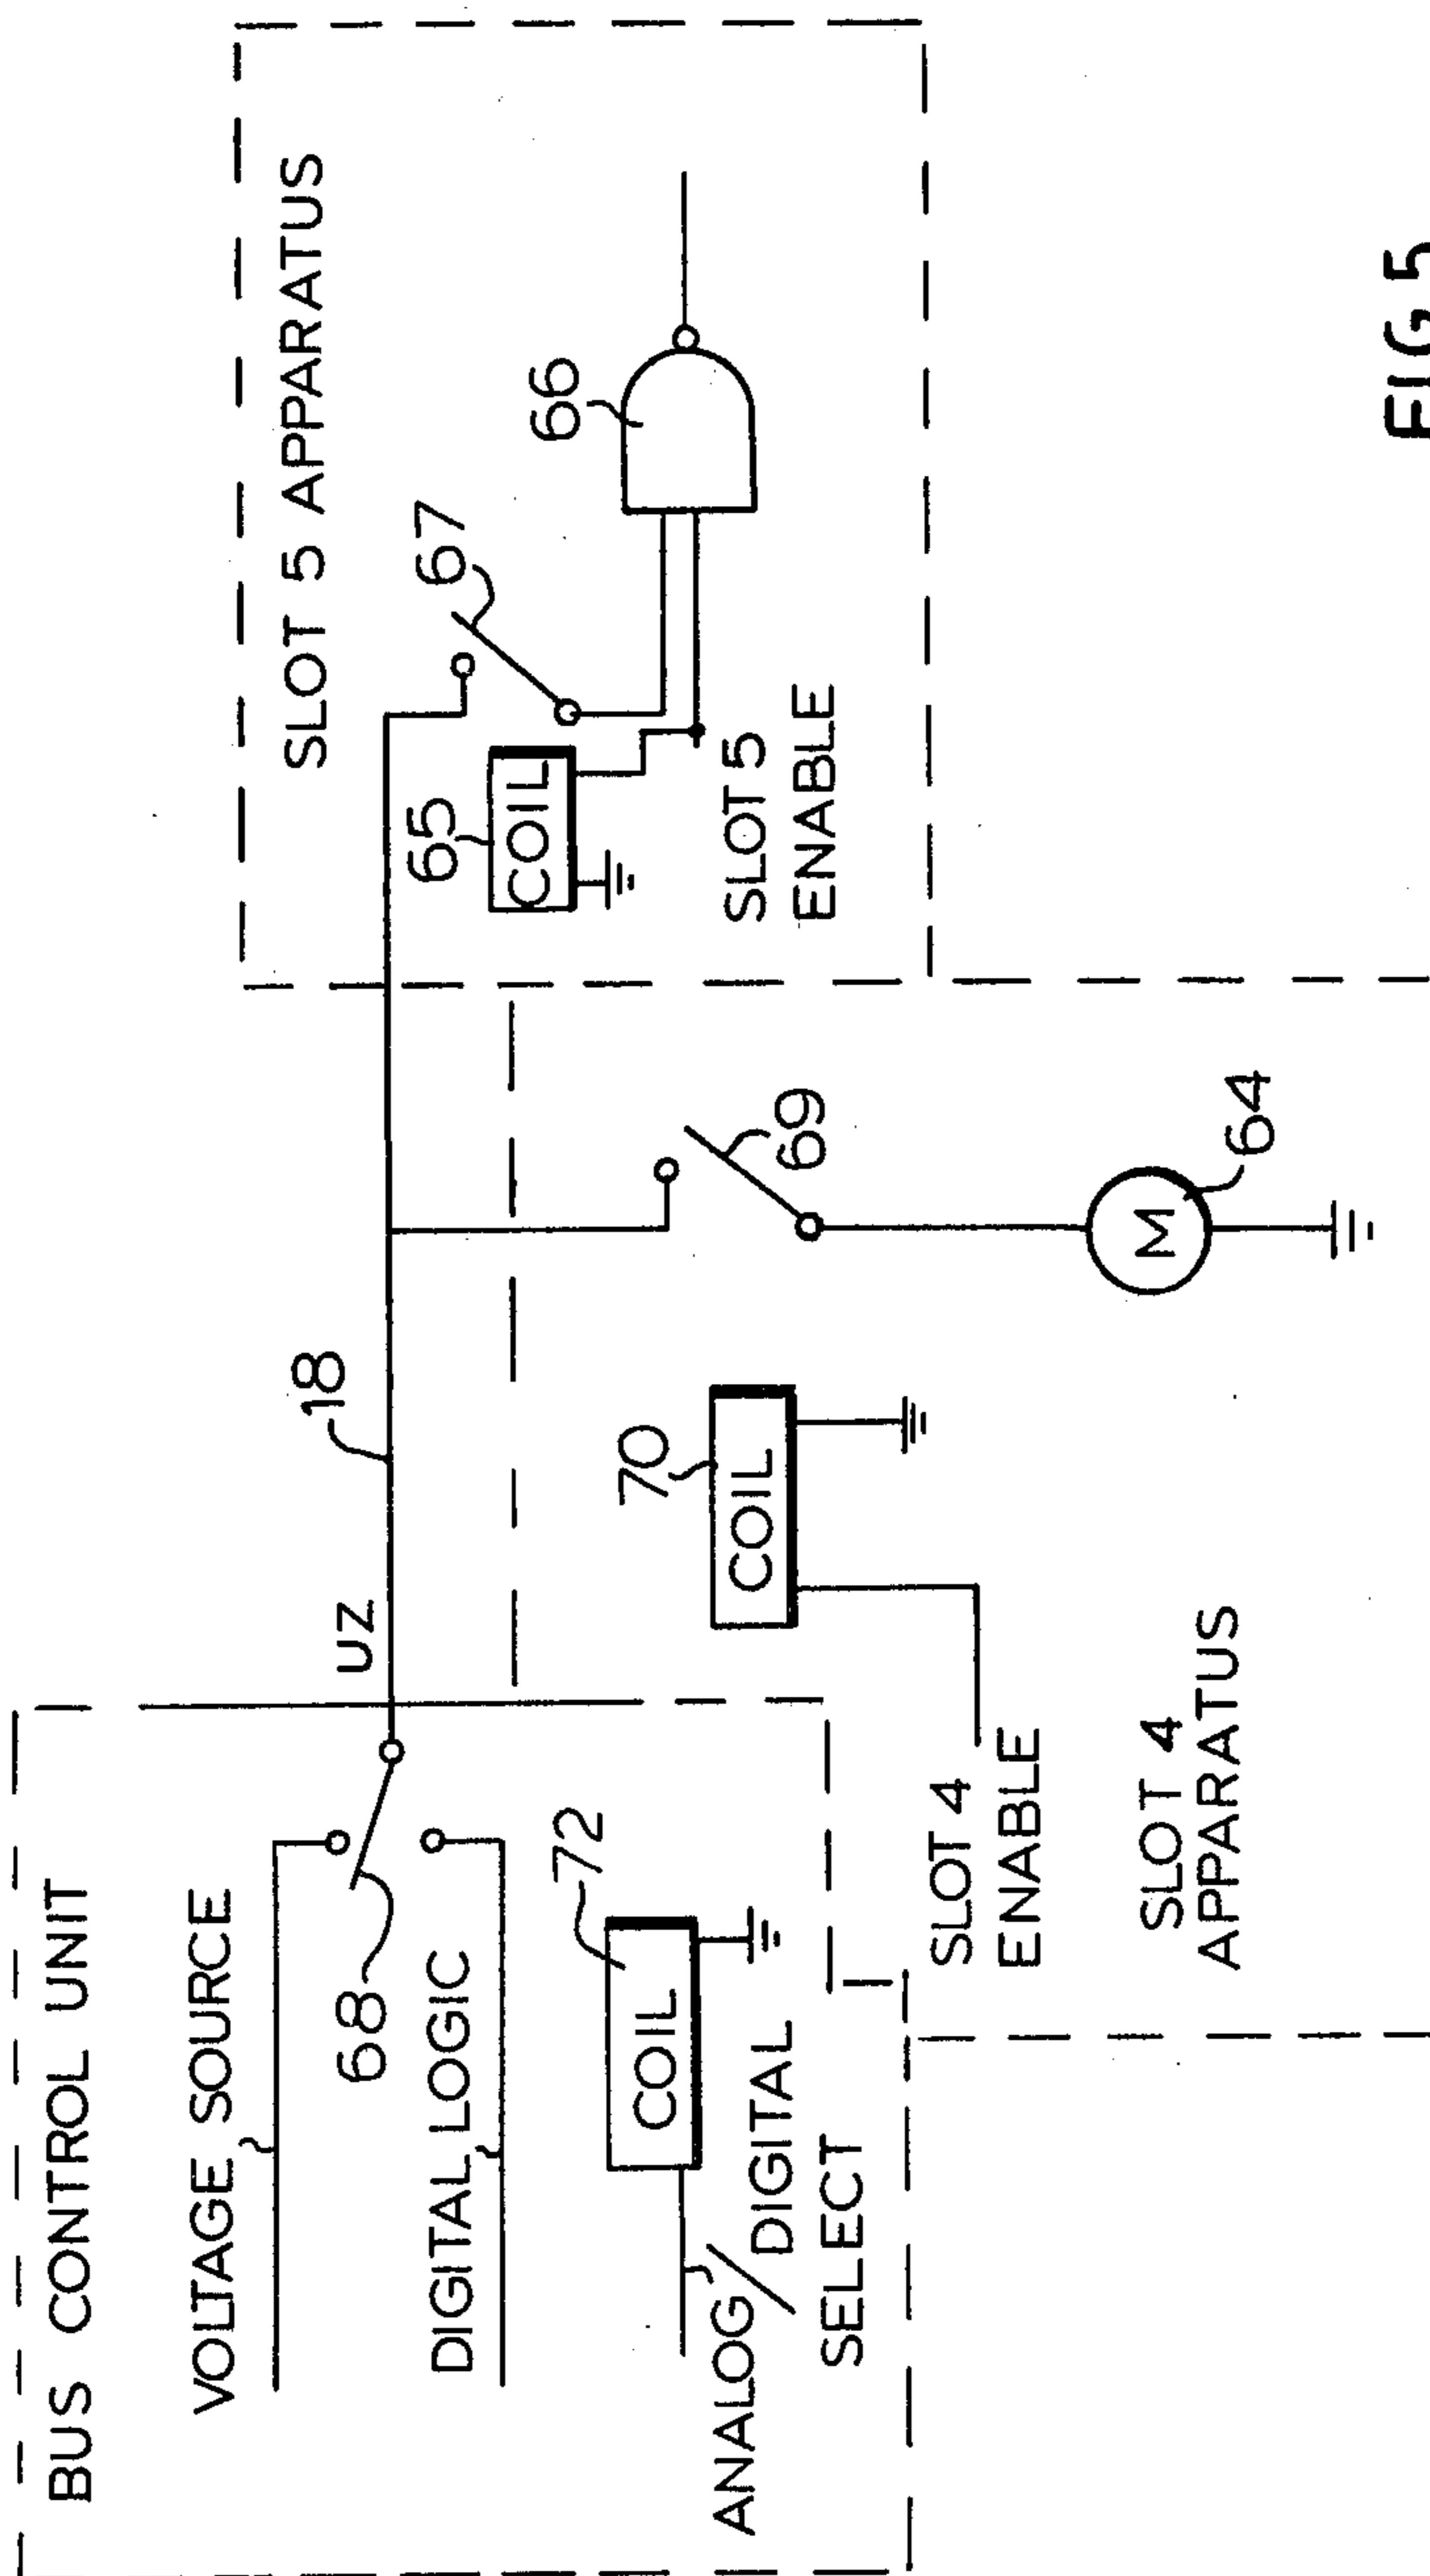 BUS CONTROL UNIT
VOLTAGE SOURCE
68
DIGITAL LOGIC
72
COIL
ANALOG/DIGITAL
SELECT
UZ
18
SLOT 4
ENABLE
70
COIL
69
M
64
SLOT 4
APPARATUS
SLOT 5 APPARATUS
65
COIL
67
66
SLOT 5
ENABLE
FIG 5